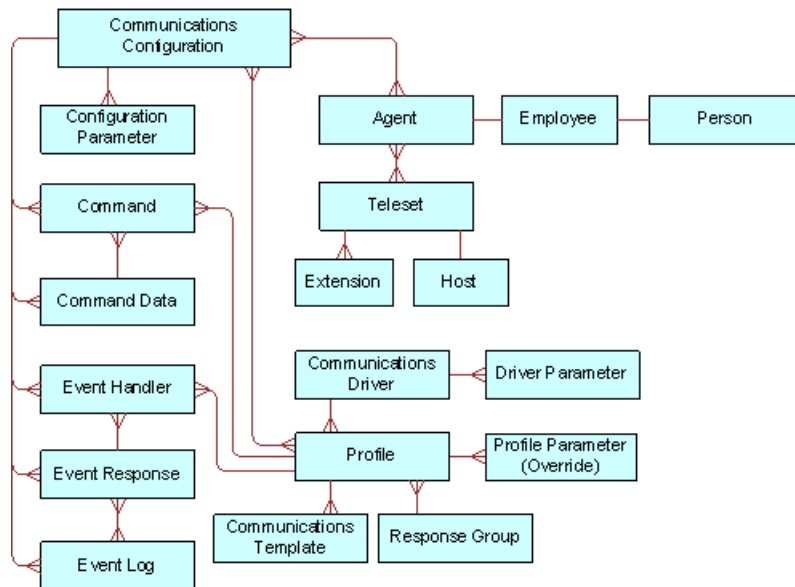 Communications
Configuration
Configuration
Parameter
Agent
Employee
Person
Command
Teleset
Command Data
Extension
Host
Event Handler
Communications
Driver
Driver Parameter
Event Response
Profile
Profile Parameter
(Override)
Event Log
Communications
Template
Response Group